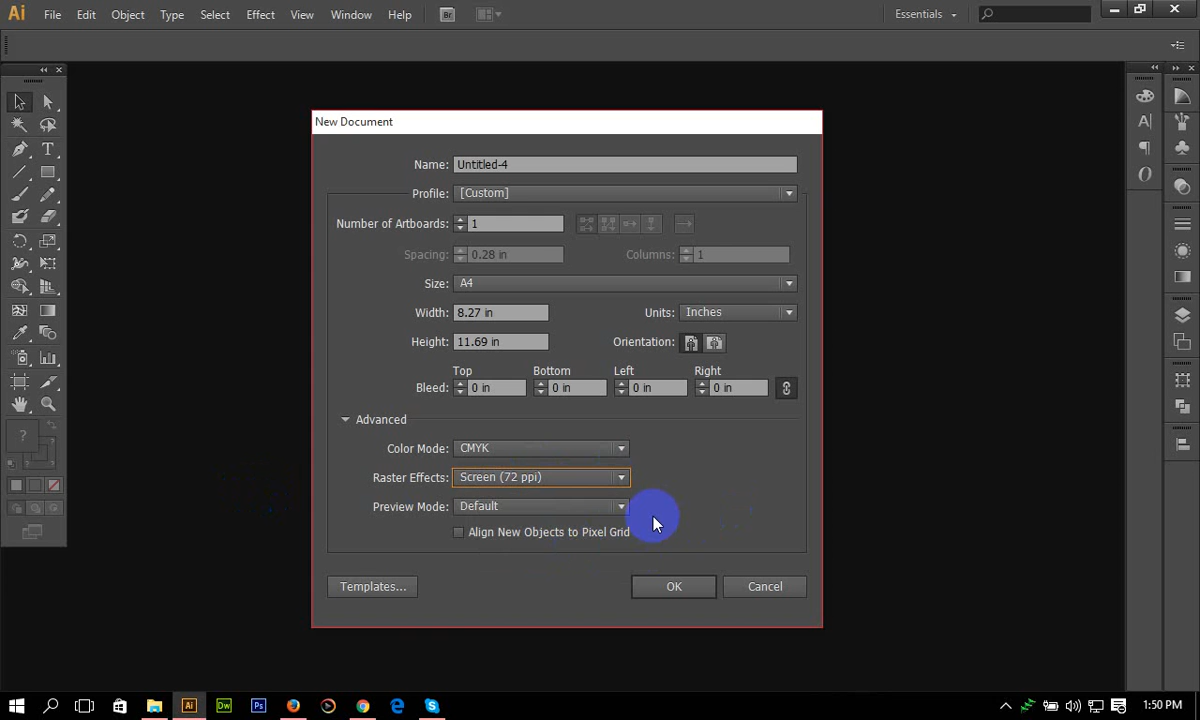 Ai File Edit Object Type Select Effect View Window Help Br Essentials
New Document
Name: Untitled-4
Profile: [Custom]
Number of Artboards: 1
Spacing: 0.28 in Columns: 1
Size: A4
Width: 8.27 in Units: Inches
Height: 11.69 in Orientation:
Top Bottom Left Right
Bleed: 0 in 0 in 0 in 0 in
Advanced
Color Mode: CMYK
Raster Effects: Screen (72 ppi)
Preview Mode: Default
Align New Objects to Pixel Grid
Templates... OK Cancel
Ai Dw Ps 1:50 PM